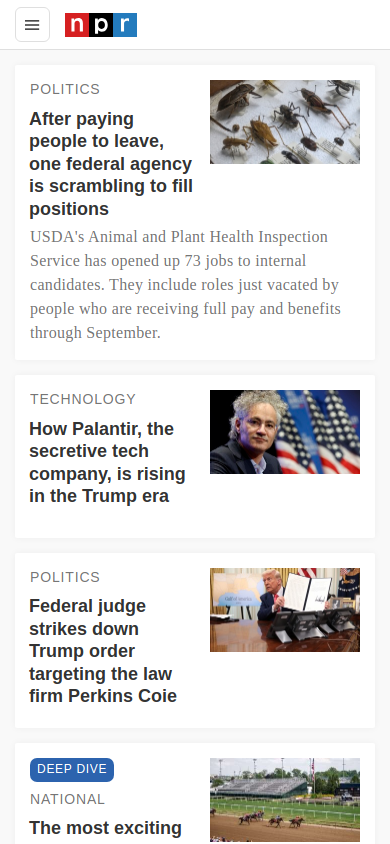 npr
POLITICS
After paying
people to leave,
one federal agency
is scrambling to fill
positions
USDA's Animal and Plant Health Inspection
Service has opened up 73 jobs to internal
candidates. They include roles just vacated by
people who are receiving full pay and benefits
through September.
TECHNOLOGY
How Palantir, the
secretive tech
company, is rising
in the Trump era
POLITICS
Federal judge
strikes down
Trump order
targeting the law
firm Perkins Coie
DEEP DIVE
NATIONAL
The most exciting